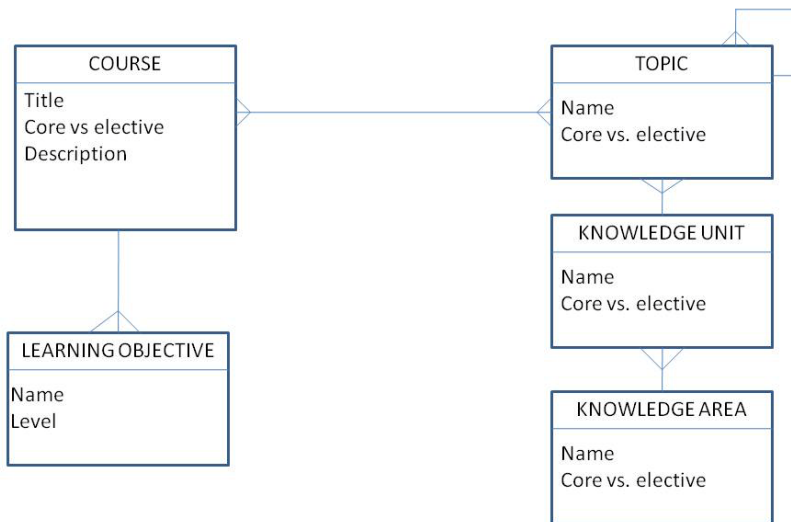 COURSE
Title
Core vs elective
Description
TOPIC
Name
Core vs. elective
KNOWLEDGE UNIT
Name
Core vs. elective
LEARNING OBJECTIVE
Name
Level
KNOWLEDGE AREA
Name
Core vs. elective